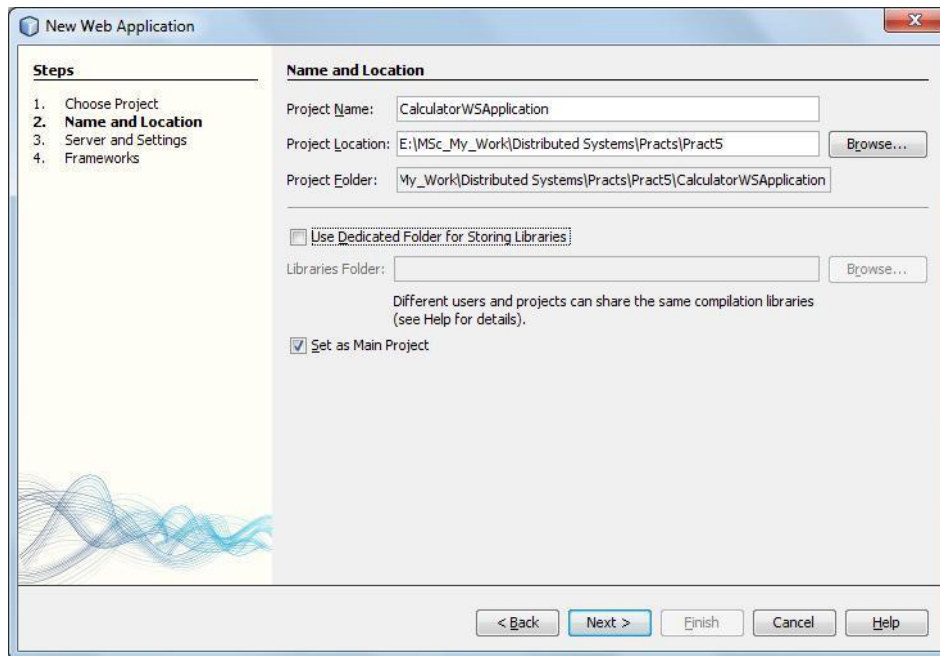 New Web Application
Steps
1. Choose Project
2. Name and Location
3. Server and Settings
4. Frameworks
Name and Location
Project Name: CalculatorWSApplication
Project Location: E:\MSc_My_Work\Distributed Systems\Practs\Pract5 Browse...
Project Folder: My_Work\Distributed Systems\Practs\Pract5\CalculatorWSApplication
Use Dedicated Folder for Storing Libraries
Libraries Folder: Browse...
Different users and projects can share the same compilation libraries
(see Help for details).
Set as Main Project
< Back Next > Finish Cancel Help